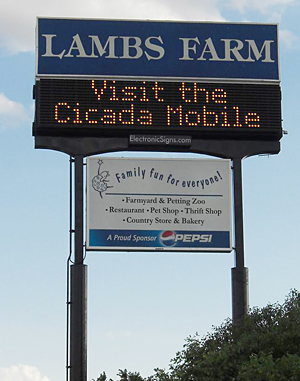 LAMBS FARM
Visit the
Cicada Mobile
ElectronicSigns.com
Family fun for everyone!
• Farmyard & Petting Zoo
• Restaurant • Pet Shop • Thrift Shop
• Country Store & Bakery
A Proud Sponsor PEPSI